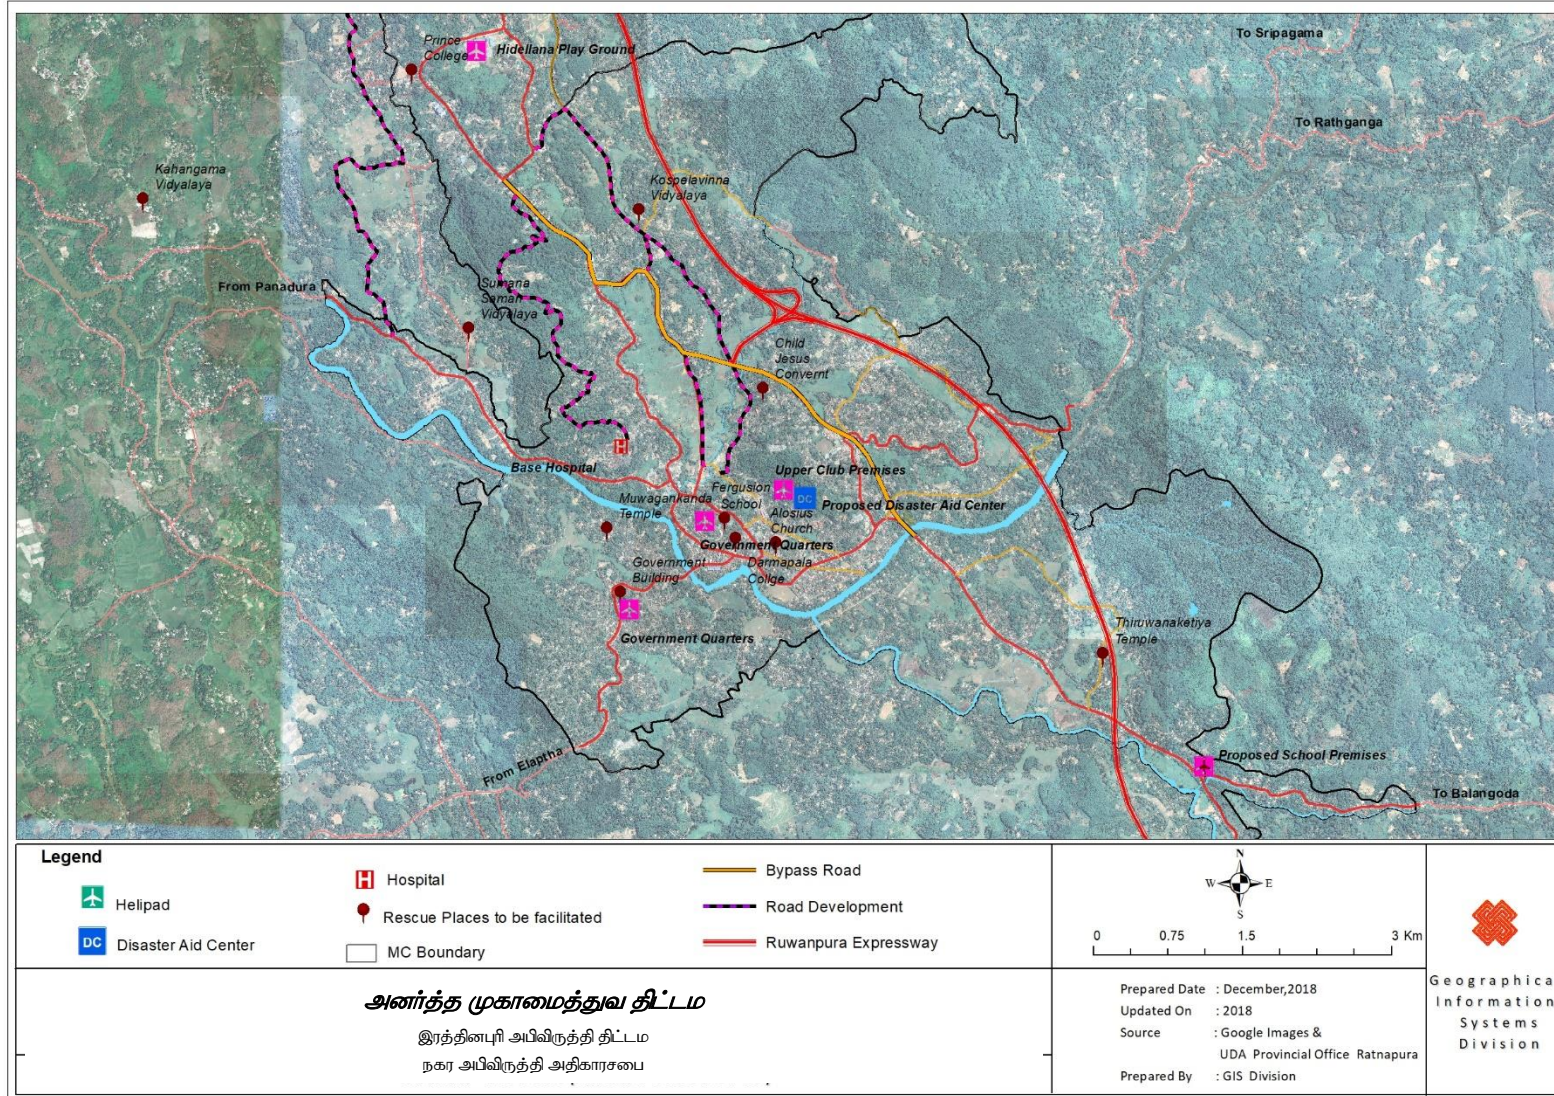 To Sripagama
Prince
College
Hidellana Play Ground
To Rathganga
Kahangama
Vidyalaya
Kospelavinna
Vidyalaya
From Panadura
Sumana
Saman
Vidyalaya
Child
Jesus
Convernt
Base Hospital
Upper Club Premises
Muwagankanda
Temple
Fergusion
School
DC
Proposed Disaster Aid Center
Alosius
Church
Government Quarters
Government
Building
Darmapala
Collge
Government Quarters
Thiruwanaketiya
Temple
From Elaptha
Proposed School Premises
To Balangoda
Legend
Helipad
DC Disaster Aid Center
H Hospital
Rescue Places to be facilitated
MC Boundary
Bypass Road
Road Development
Ruwanpura Expressway
N
W E
S
0 0.75 1.5 3 Km
அனர்த்த முகாமைத்துவ திட்டம
இரத்தினபுரி அபிவிருத்தி திட்டம
நகர அபிவிருத்தி அதிகாரசபை
Prepared Date : December,2018
Updated On : 2018
Source : Google Images &
UDA Provincial Office Ratnapura
Prepared By : GIS Division
Geographica
Information
Systems
Division